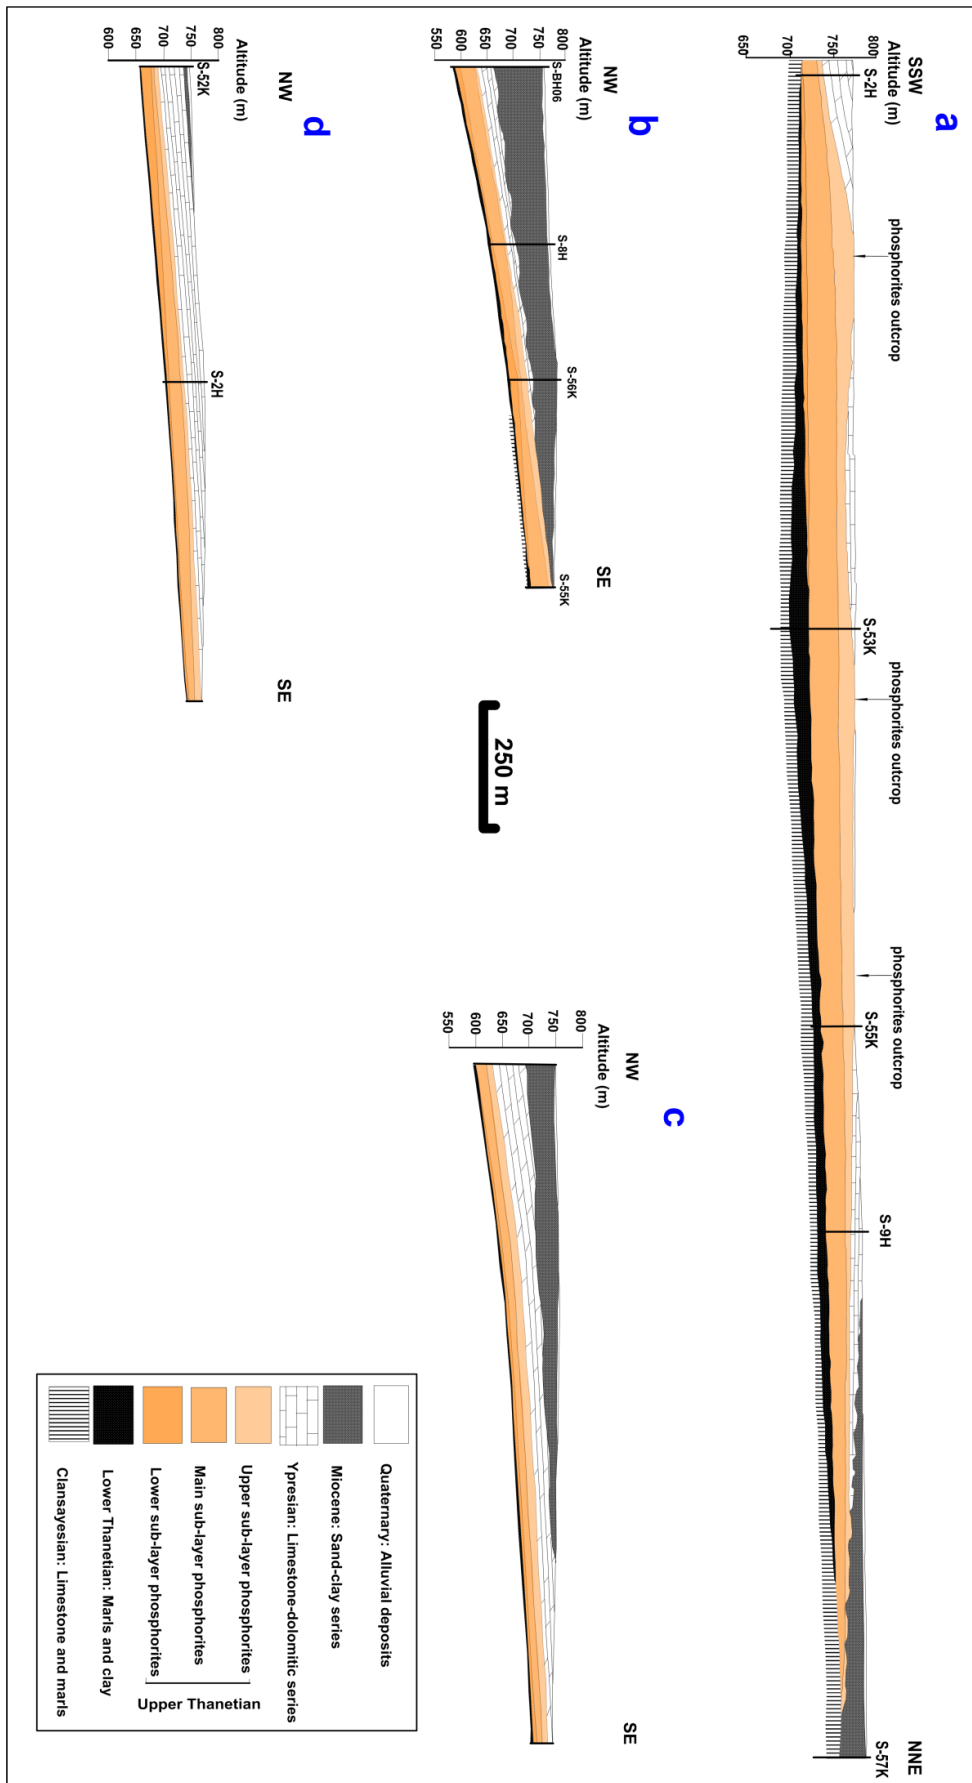 a
SSW
NNE
Altitude (m)
800
750
700
650
S-2H
S-53K
S-55K
S-9H
S-57K
phosphorites outcrop
phosphorites outcrop
phosphorites outcrop
b
NW
SE
Altitude (m)
800
750
700
650
600
550
S-BH06
S-8H
S-56K
S-55K
250 m
c
NW
SE
Altitude (m)
800
750
700
650
600
550
d
NW
SE
Altitude (m)
800
750
700
650
600
S-52K
S-2H
Quaternary: Alluvial deposits
Miocene: Sand-clay series
Ypresian: Limestone-dolomitic series
Upper sub-layer phosphorites
Main sub-layer phosphorites
Lower sub-layer phosphorites
Upper Thanetian
Lower Thanetian: Marls and clay
Clansayesian: Limestone and marls